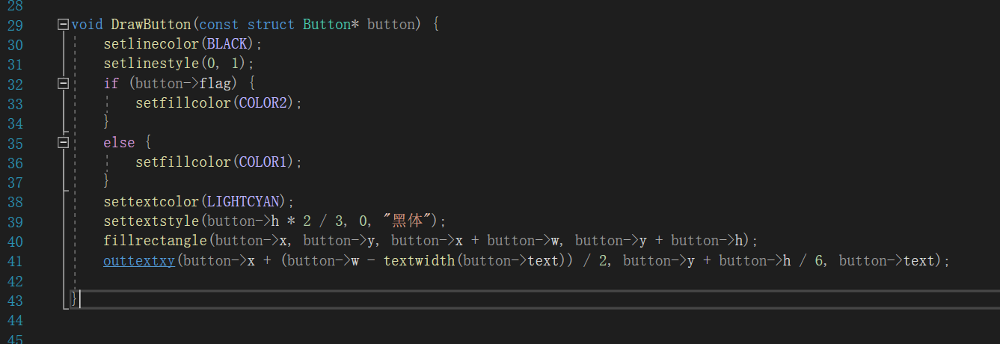 28
29 void DrawButton(const struct Button* button) {
30 setlinecolor(BLACK);
31 setlinestyle(0, 1);
32 if (button->flag) {
33 setfillcolor(COLOR2);
34 }
35 else {
36 setfillcolor(COLOR1);
37 }
38 settextcolor(LIGHTCYAN);
39 settextstyle(button->h * 2 / 3, 0, "黑体");
40 fillrectangle(button->x, button->y, button->x + button->w, button->y + button->h);
41 outtextxy(button->x + (button->w - textwidth(button->text)) / 2, button->y + button->h / 6, button->text);
42
43 }
44
45